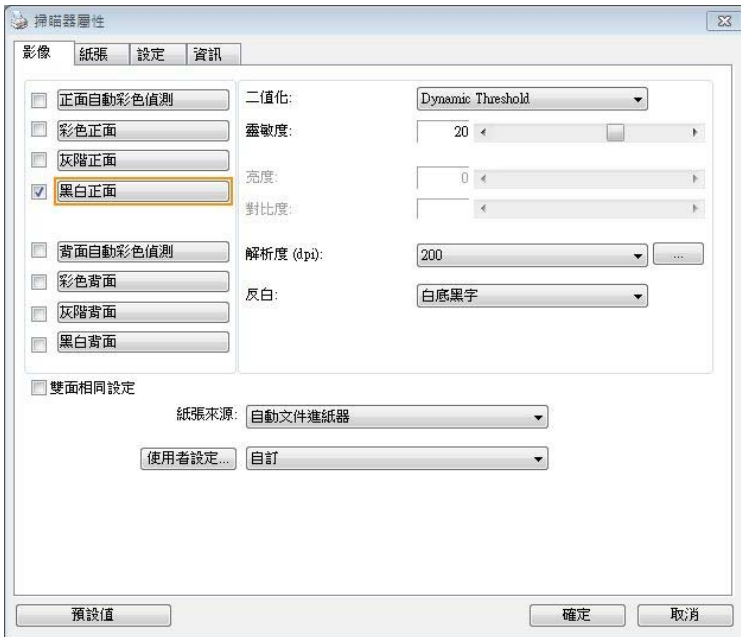 掃瞄器屬性
影像 紙張 設定 資訊
正面自動彩色偵測
彩色正面
灰階正面
黑白正面
背面自動彩色偵測
彩色背面
灰階背面
黑白背面
二值化: Dynamic Threshold
靈敏度: 20
亮度: 0
對比度:
解析度 (dpi): 200 ...
反白: 白底黑字
雙面相同設定
紙張來源: 自動文件進紙器
使用者設定... 自訂
預設值 確定 取消